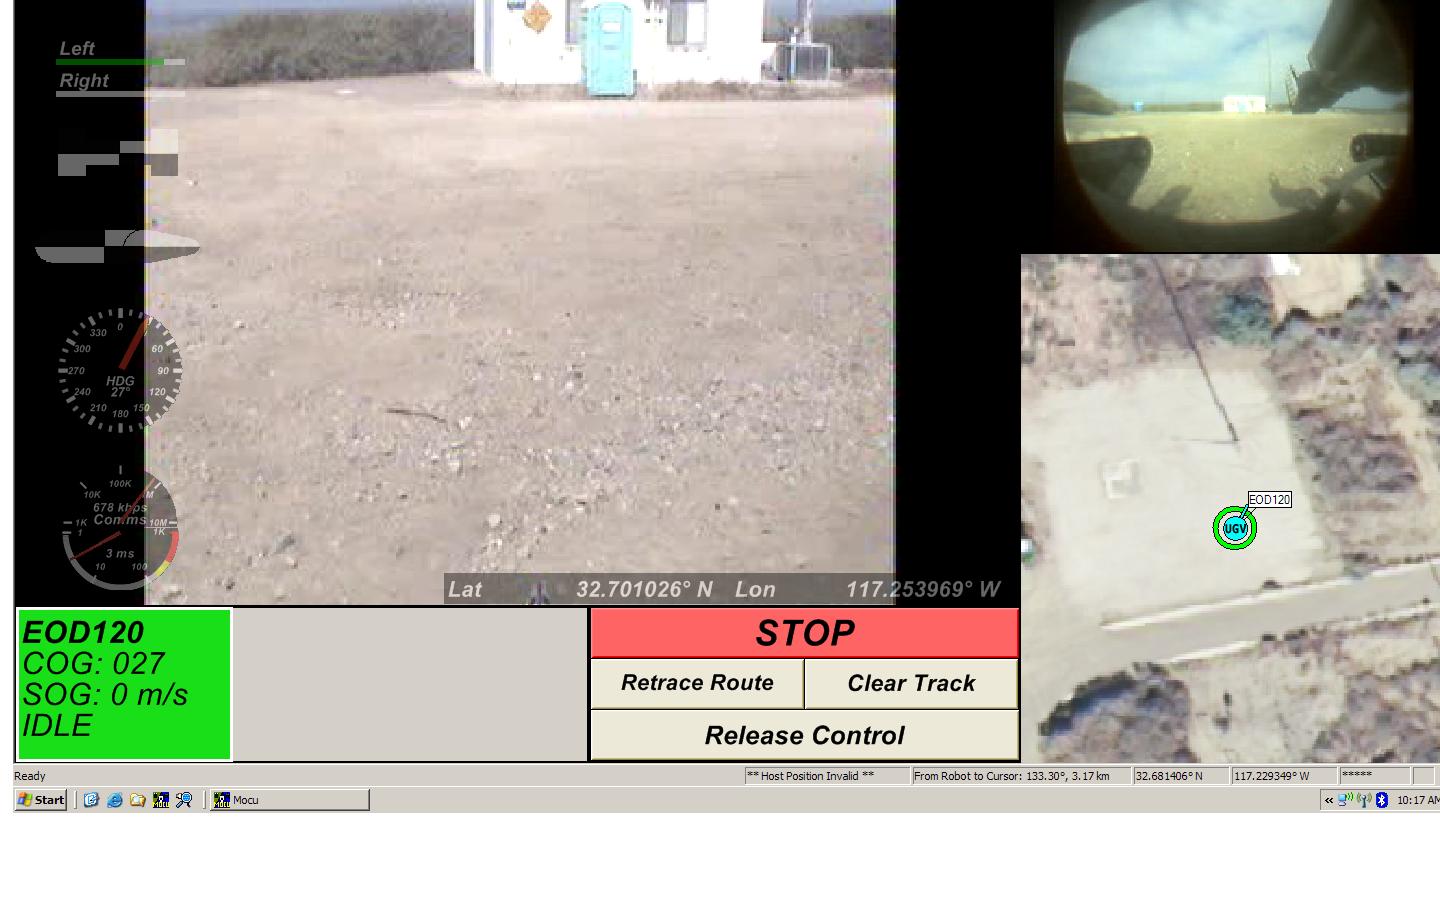 Left
Right
0
330
300
60
270
90
HDG
27°
240
120
210
180
150
100K
10K
M
678 kbps
1K
Comms
10M
1
1K
3 ms
10
100
Lat 32.701026° N Lon 117.253969° W
EOD120
UGV
EOD120
COG: 027
SOG: 0 m/s
IDLE
STOP
Retrace Route Clear Track
Release Control
Ready ** Host Position Invalid ** From Robot to Cursor: 133.30°, 3.17 km 32.681406° N 117.229349° W *****
Start Mocu « 10:17 AM